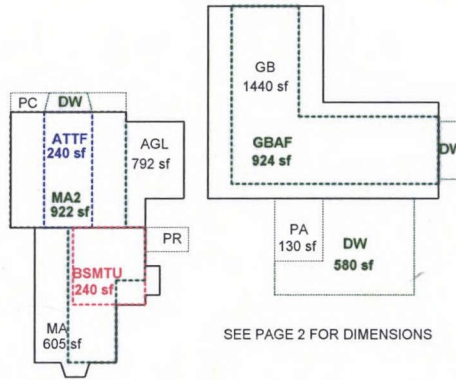 PC
DW
ATTF
240 sf
AGL
792 sf
MA2
922 sf
PR
BSMTU
240 sf
MA
605 sf
GB
1440 sf
GBAF
924 sf
DW
PA
130 sf
DW
580 sf
SEE PAGE 2 FOR DIMENSIONS